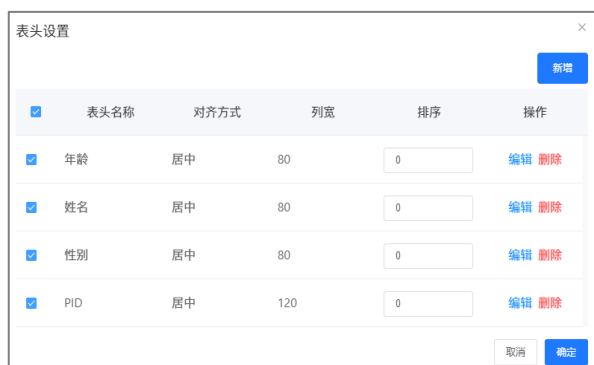 表头设置
新增
表头名称 对齐方式 列宽 排序 操作
年龄 居中 80 0 编辑 删除
姓名 居中 80 0 编辑 删除
性别 居中 80 0 编辑 删除
PID 居中 120 0 编辑 删除
取消 确定